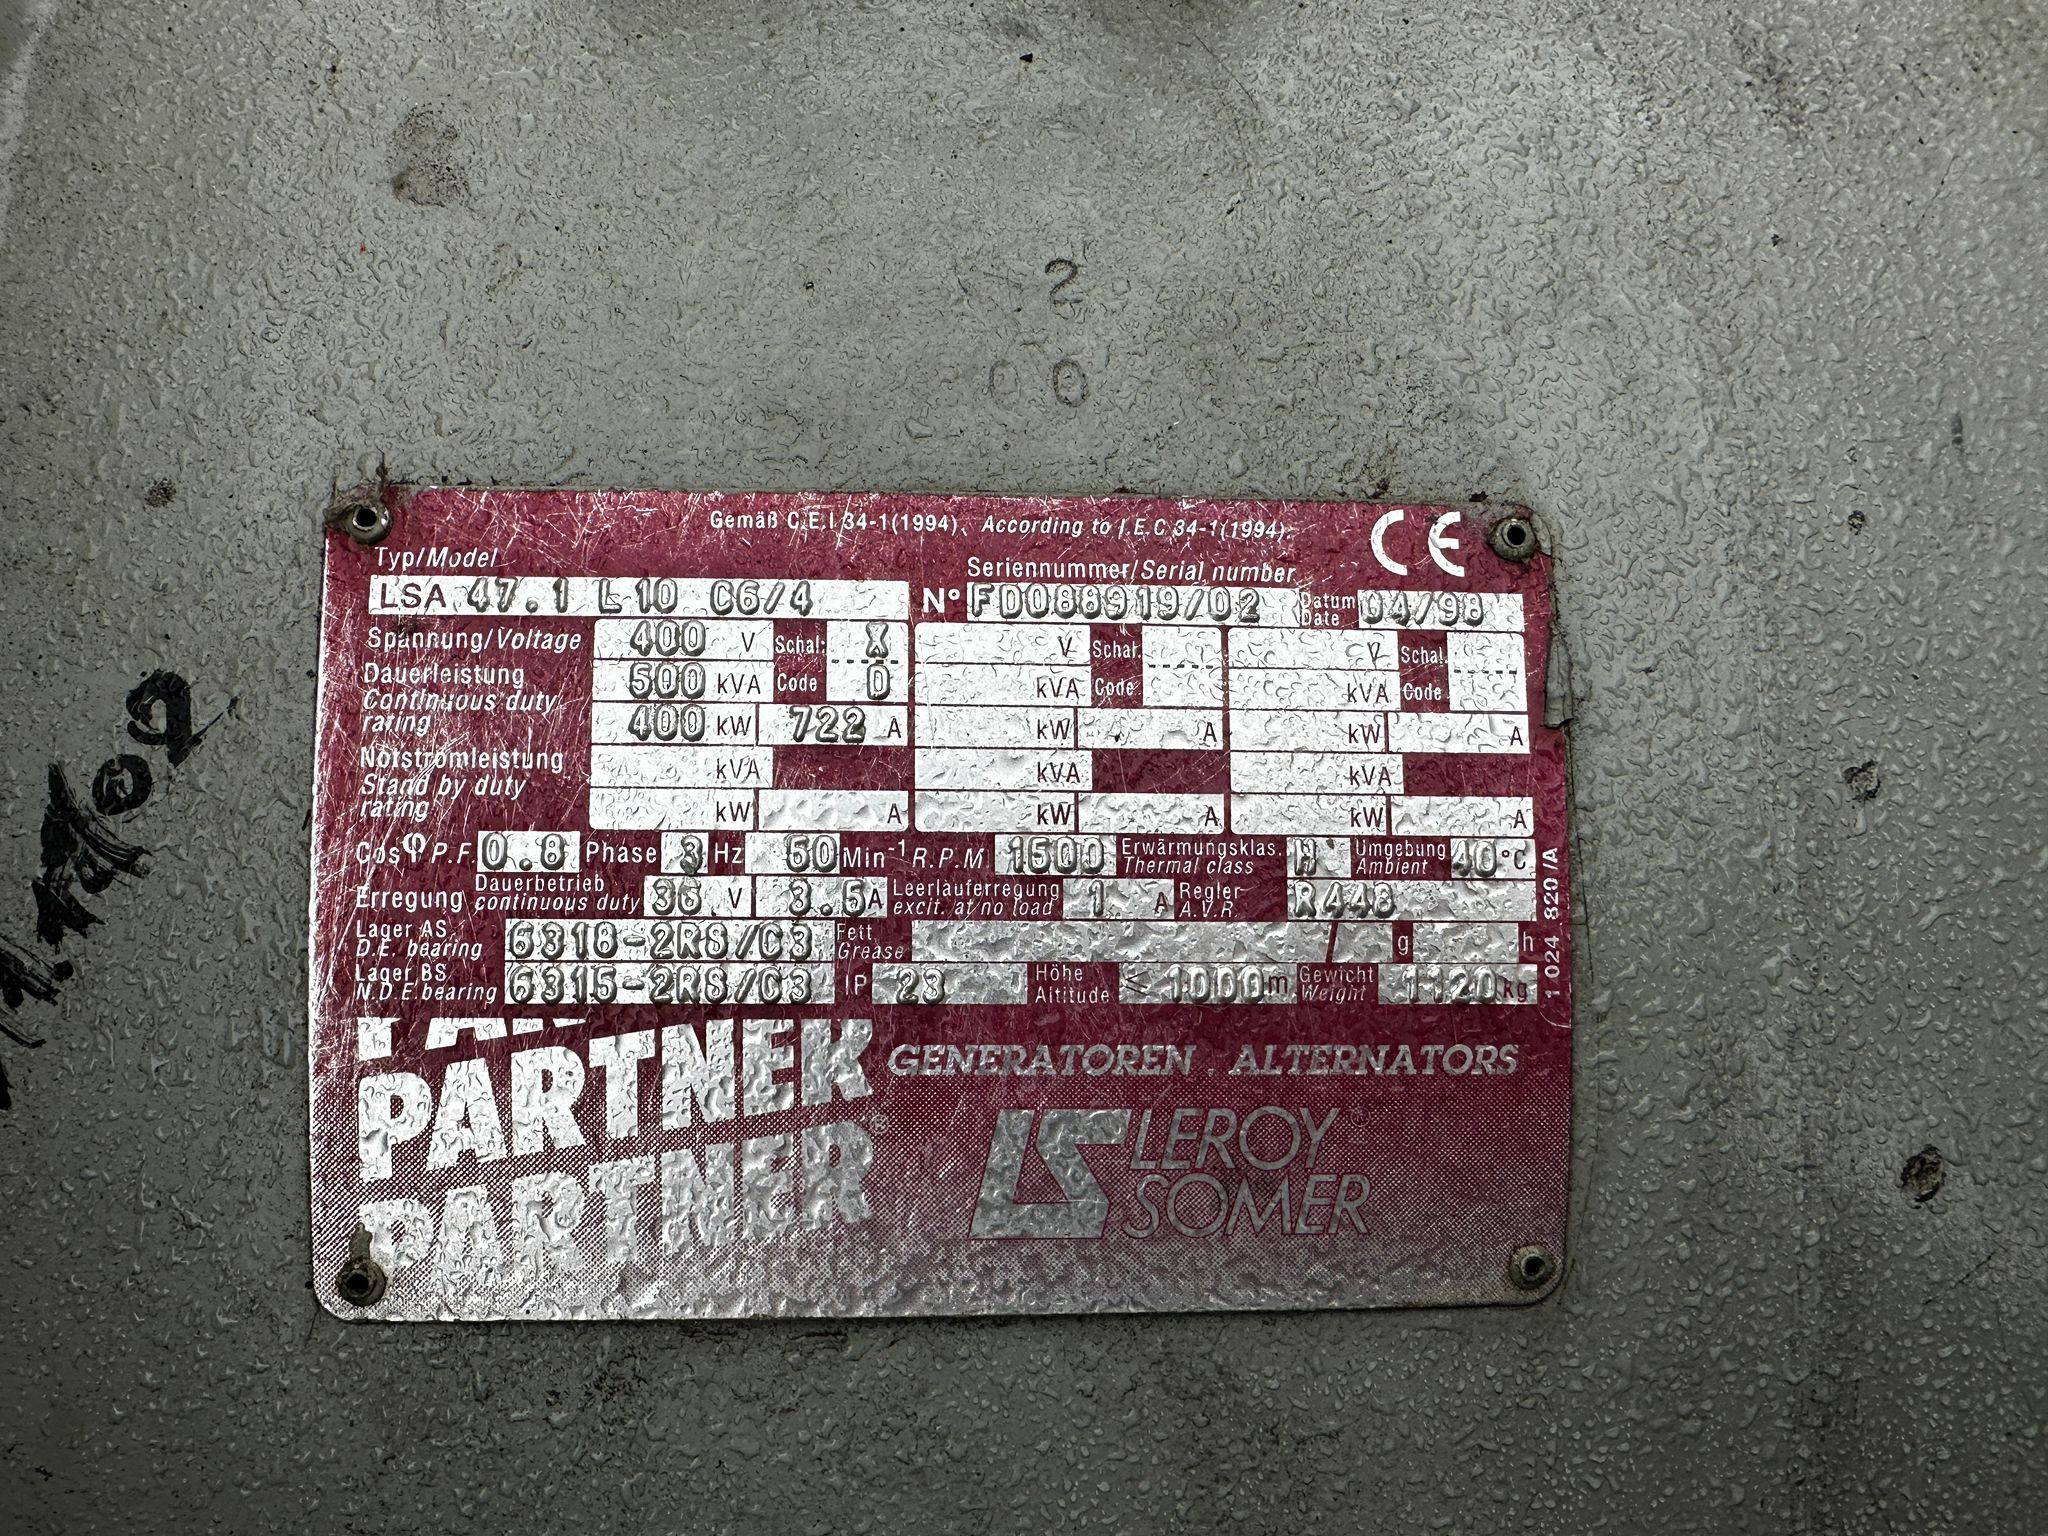 S
00
Gemäß C.E.I 34-1(1994). According to I.E.C 34-1(1994).
CE
Typ/Model
LSA 47.1 L10 C6/4
Seriennummer/Serial number
N° FD088919/02
Datum Date 04/98
Spannung/Voltage 400 V Schal: X V Schal: V Schal.
Dauerleistung 500 kVA Code D kVA Code kVA Code
Continuous duty rating 400 kW 722 A kW A kW A
Notstromleistung kVA kVA kVA
Stand by duty rating kW A kW A kW A
Cos φ P.F. 0.8 Phase 3 Hz 50 Min-1 R.P.M 1500 Erwärmungsklas. Thermal class H Umgebung Ambient 40 °C
Erregung Dauerbetrieb continuous duty 36 V 3.5 A Leerlauferregung excit. at no load 1 A Regler A.V.R. R448
Lager AS D.E. bearing 6318-2RS/C3 Fett Grease / g h
Lager BS N.D.E. bearing 6315-2RS/C3 IP 23 Höhe Altitude ≤ 1000 m Gewicht Weight 1120 kg
1 024 820 /A
PARTNER
PARTNER®
PARTNER
GENERATOREN . ALTERNATORS
LS LEROY®
SOMER